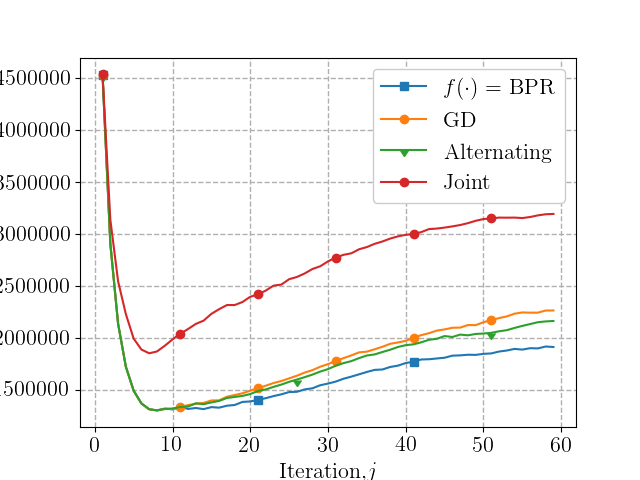 4500000
4000000
3500000
3000000
2500000
2000000
1500000
f(·) = BPR
GD
Alternating
Joint
0 10 20 30 40 50 60
Iteration, j